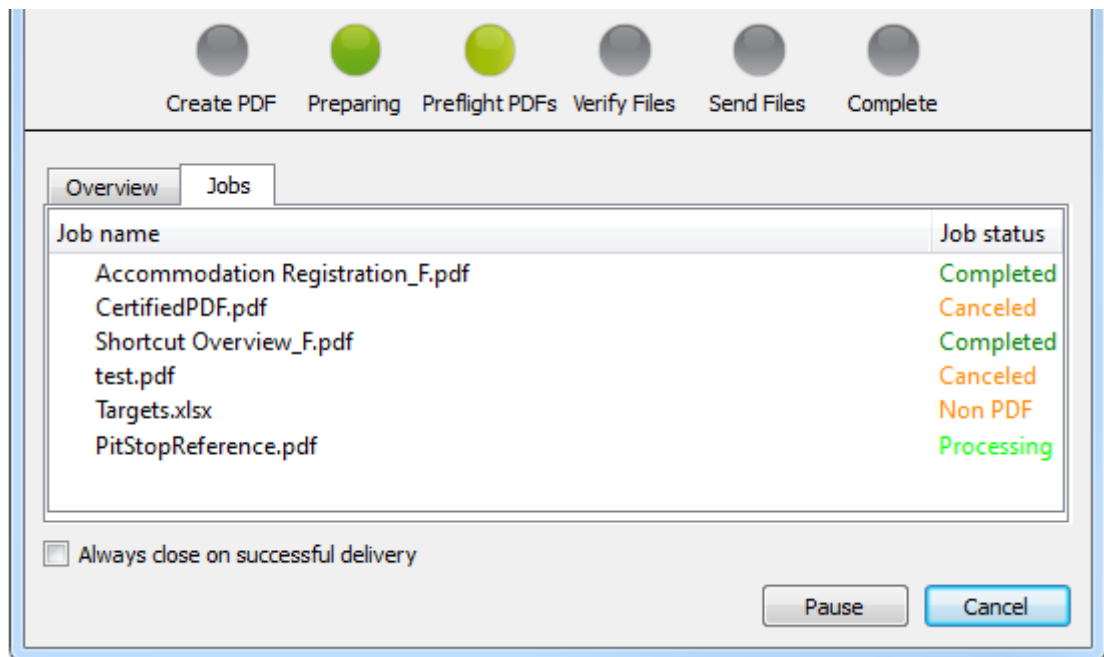 Create PDF Preparing Preflight PDFs Verify Files Send Files Complete
Overview Jobs
Job name Job status
Accommodation Registration_F.pdf Completed
CertifiedPDF.pdf Canceled
Shortcut Overview_F.pdf Completed
test.pdf Canceled
Targets.xlsx Non PDF
PitStopReference.pdf Processing
Always close on successful delivery
Pause Cancel